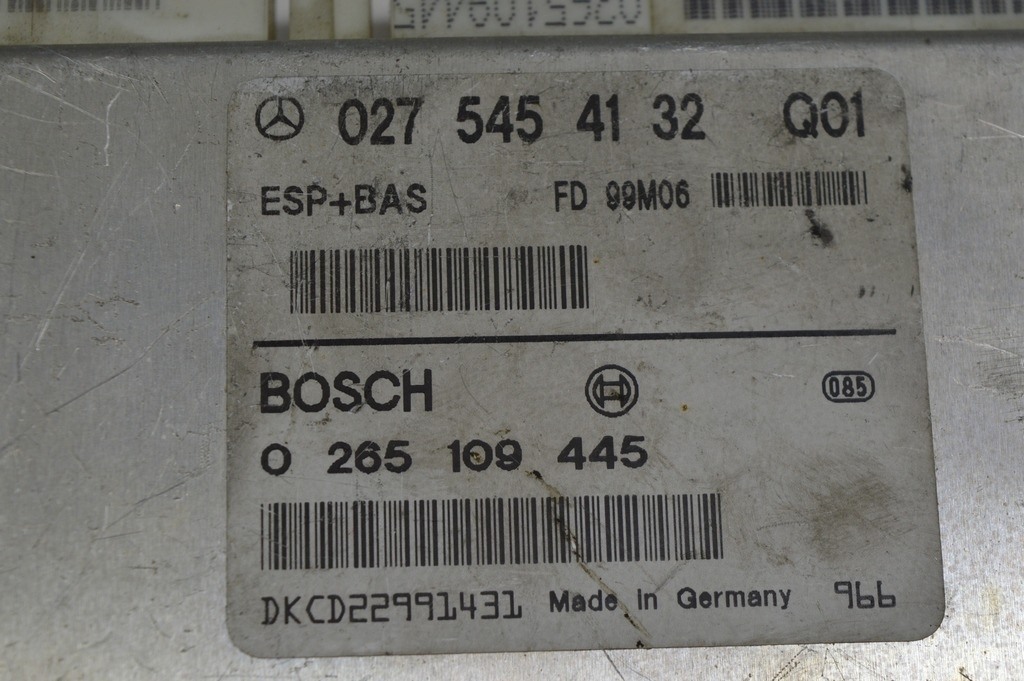 0265109445
027 545 41 32 Q01
ESP+BAS FD 99M06
BOSCH 085
0 265 109 445
DKCD22991431 Made in Germany 966